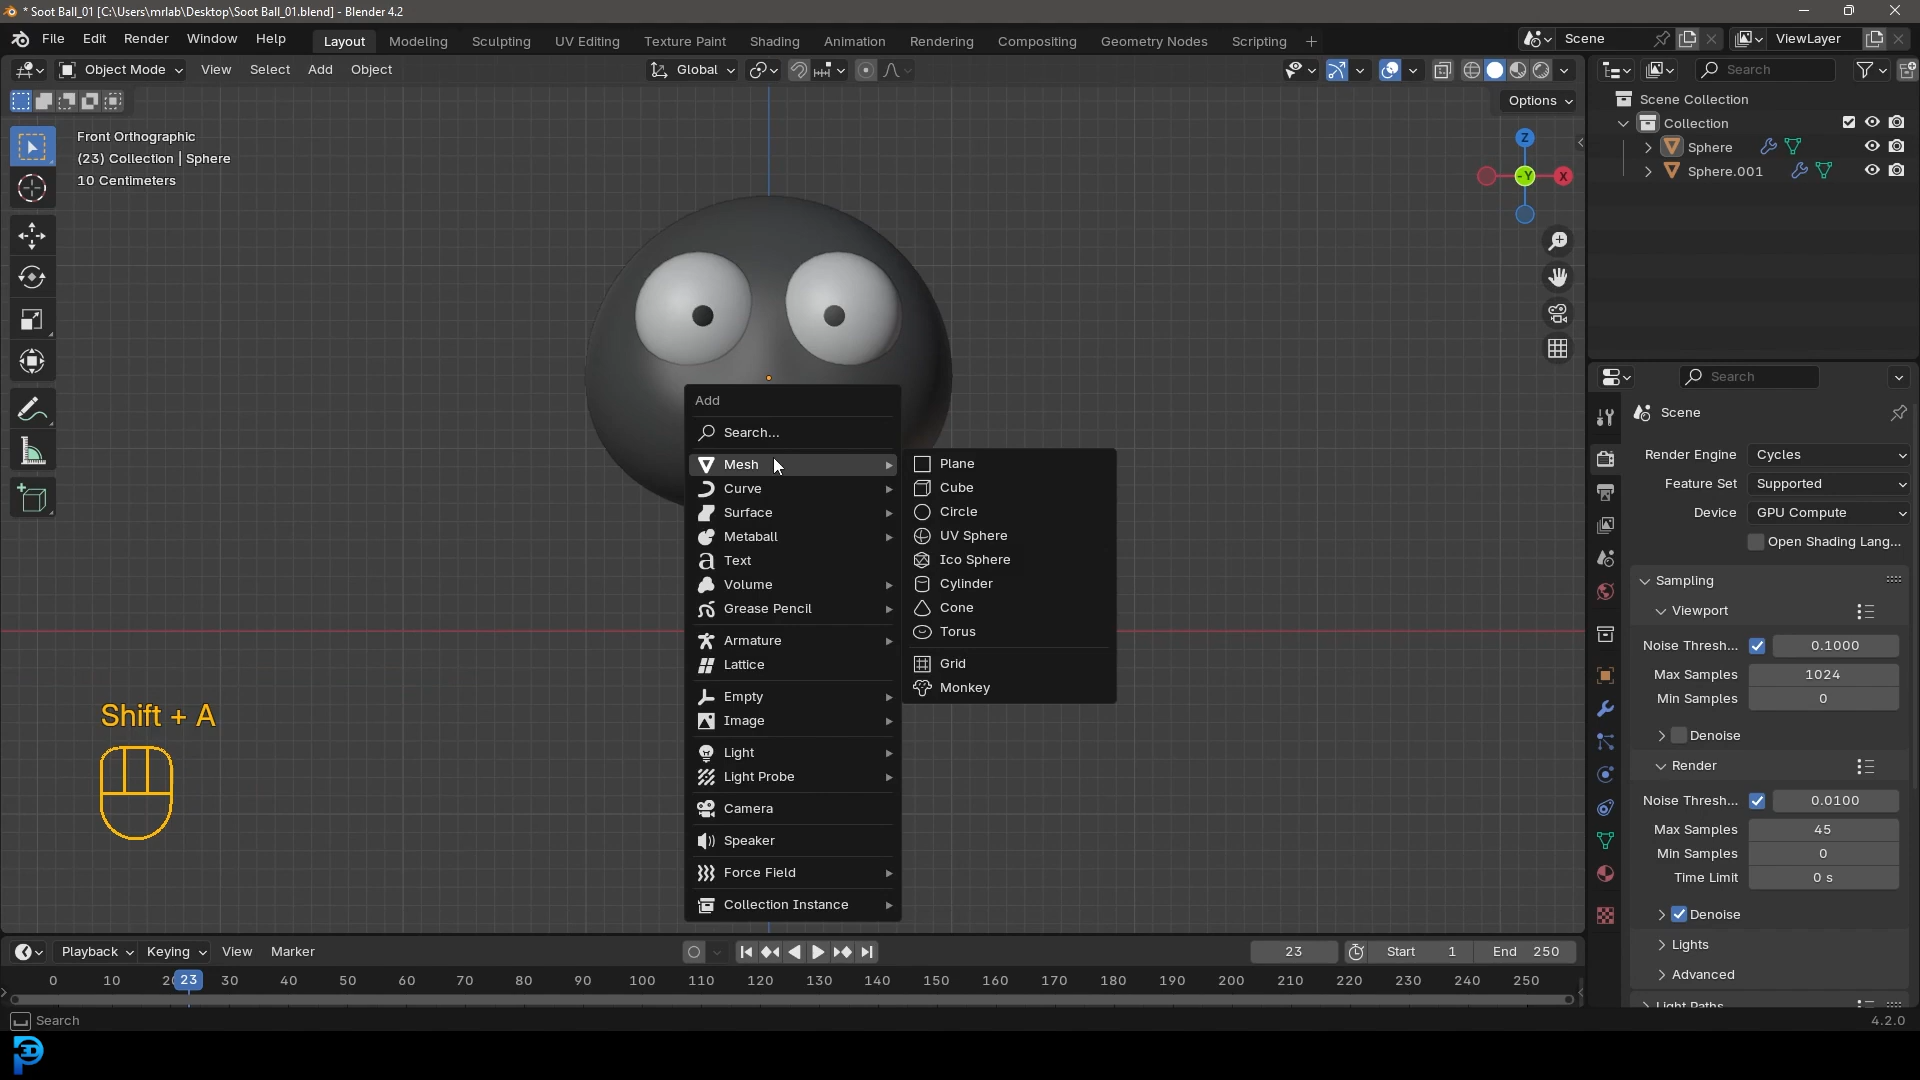 * Soot Ball_01 [C:\Users\mrlab\Desktop\Soot Ball_01.blend] - Blender 4.2
File Edit Render Window Help Layout Modeling Sculpting UV Editing Texture Paint Shading Animation Rendering Compositing Geometry Nodes Scripting + Scene ViewLayer
Object Mode View Select Add Object Global Search
Options
Scene Collection
Collection
Sphere
Sphere.001
Front Orthographic
(23) Collection | Sphere
10 Centimeters
Z
-Y X
Add
Search...
Mesh
Curve
Surface
Metaball
Text
Volume
Grease Pencil
Armature
Lattice
Empty
Image
Light
Light Probe
Camera
Speaker
Force Field
Collection Instance
Plane
Cube
Circle
UV Sphere
Ico Sphere
Cylinder
Cone
Torus
Grid
Monkey
Shift + A
Search
Scene
Render Engine Cycles
Feature Set Supported
Device GPU Compute
Open Shading Lang...
Sampling
Viewport
Noise Thresh... 0.1000
Max Samples 1024
Min Samples 0
Denoise
Render
Noise Thresh... 0.0100
Max Samples 45
Min Samples 0
Time Limit 0 s
Denoise
Lights
Advanced
Light Paths
Playback Keying View Marker 23 Start 1 End 250
0 10 20 23 30 40 50 60 70 80 90 100 110 120 130 140 150 160 170 180 190 200 210 220 230 240 250
Search 4.2.0
P3D